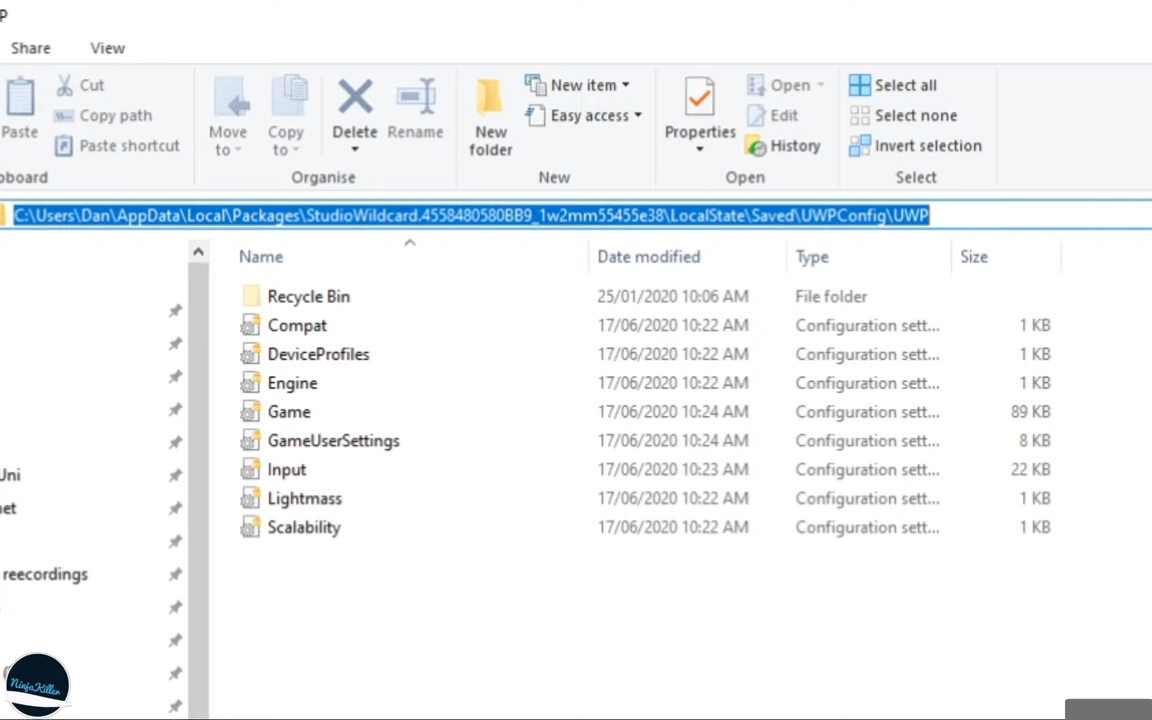 P
Share View
Paste
Cut
Copy path
Paste shortcut
Move to
Copy to
Delete
Rename
New folder
New item
Easy access
Properties
Open
Edit
History
Select all
Select none
Invert selection
pboard Organise New Open Select
C:\Users\Dan\AppData\Local\Packages\StudioWildcard.4558480580BB9_1w2mm55455e38\LocalState\Saved\UWPConfig\UWP
Name Date modified Type Size
Recycle Bin 25/01/2020 10:06 AM File folder
Compat 17/06/2020 10:22 AM Configuration sett... 1 KB
DeviceProfiles 17/06/2020 10:22 AM Configuration sett... 1 KB
Engine 17/06/2020 10:22 AM Configuration sett... 1 KB
Game 17/06/2020 10:24 AM Configuration sett... 89 KB
GameUserSettings 17/06/2020 10:24 AM Configuration sett... 8 KB
Input 17/06/2020 10:23 AM Configuration sett... 22 KB
Uni
Lightmass 17/06/2020 10:22 AM Configuration sett... 1 KB
net
Scalability 17/06/2020 10:22 AM Configuration sett... 1 KB
reecordings
NinjaKiller